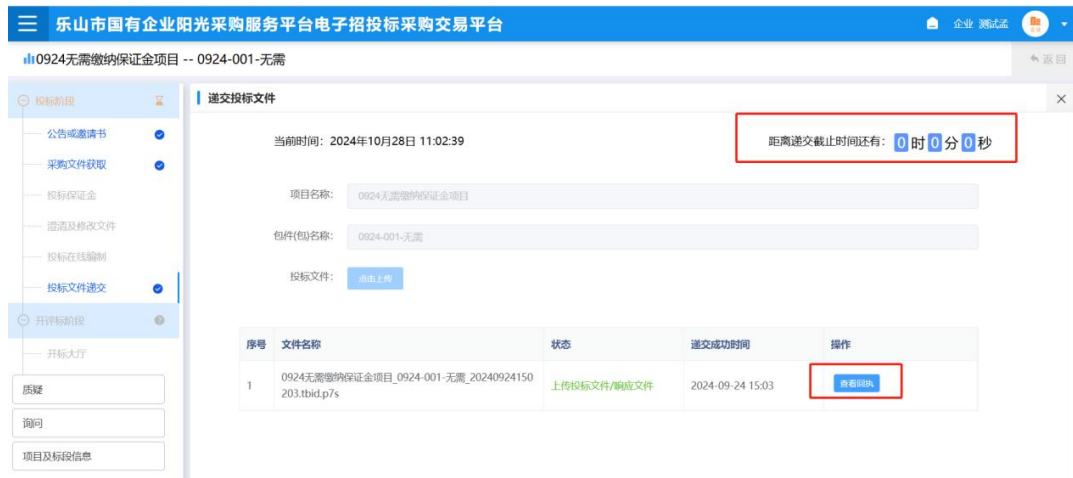 乐山市国有企业阳光采购服务平台电子招投标采购交易平台
企业 测试孟
0924无需缴纳保证金项目 -- 0924-001-无需
返回
投标阶段
递交投标文件
公告或邀请书
当前时间：2024年10月28日 11:02:39
距离递交截止时间还有：0时0分0秒
采购文件获取
投标保证金
项目名称：
0924无需缴纳保证金项目
澄清及修改文件
包件(包)名称：
0924-001-无需
投标在线编制
投标文件：
点击上传
投标文件递交
开评标阶段
序号 文件名称 状态 递交成功时间 操作
开标大厅
1 0924无需缴纳保证金项目_0924-001-无需_20240924150
203.tbid.p7s
上传投标文件/响应文件 2024-09-24 15:03 查看回执
质疑
询问
项目及标段信息